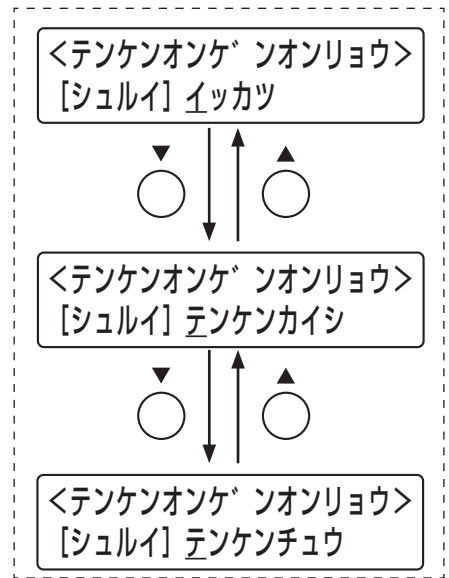 <テンケンオンゲンオンリョウ>
[シュルイ] イッカツ
▼ ▲
<テンケンオンゲンオンリョウ>
[シュルイ] テンケンカイシ
▼ ▲
<テンケンオンゲンオンリョウ>
[シュルイ] テンケンチュウ